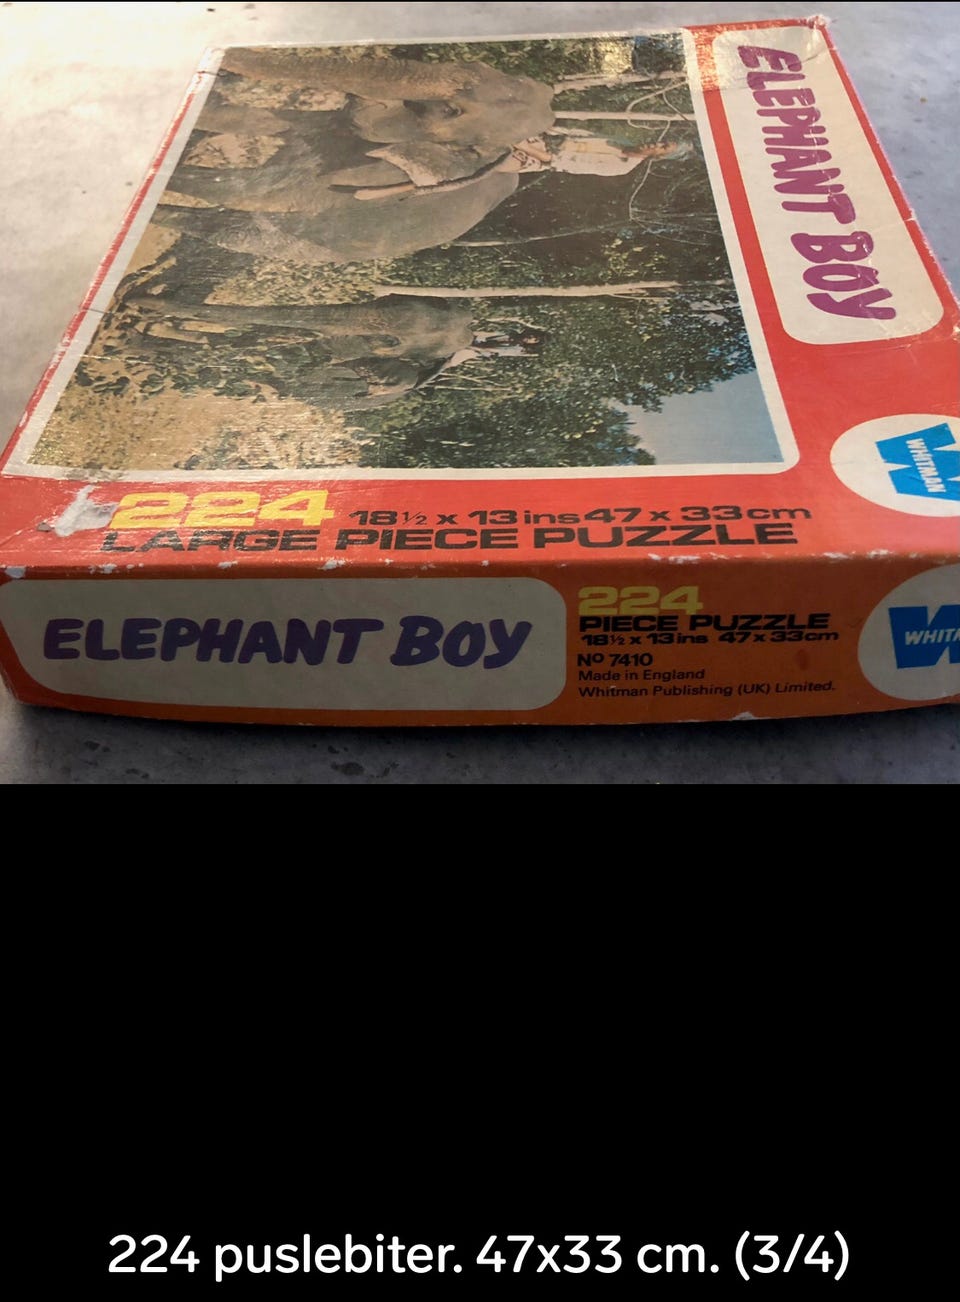 ELEPHANT BOY
WHITMAN
224
18½ x 13 ins 47 x 33 cm
LARGE PIECE PUZZLE
ELEPHANT BOY
224
PIECE PUZZLE
18½ x 13 ins 47 x 33 cm
Nº 7410
Made in England
Whitman Publishing (UK) Limited.
WHITM
224 puslebiter. 47x33 cm. (3/4)